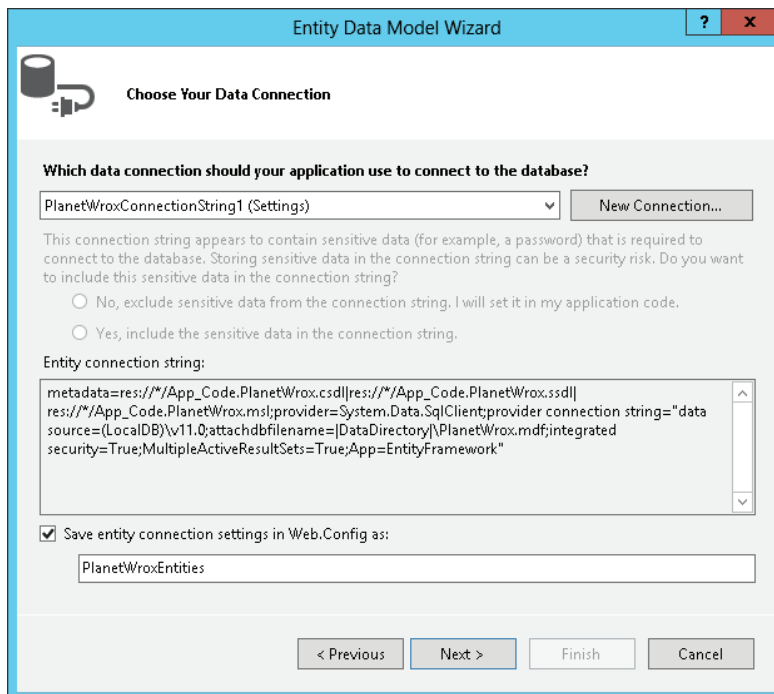 Entity Data Model Wizard
? x
Choose Your Data Connection
Which data connection should your application use to connect to the database?
PlanetWroxConnectionString1 (Settings)
New Connection...
This connection string appears to contain sensitive data (for example, a password) that is required to
connect to the database. Storing sensitive data in the connection string can be a security risk. Do you want
to include this sensitive data in the connection string?
No, exclude sensitive data from the connection string. I will set it in my application code.
Yes, include the sensitive data in the connection string.
Entity connection string:
metadata=res://*/App_Code.PlanetWrox.csdl|res://*/App_Code.PlanetWrox.ssdl|
res://*/App_Code.PlanetWrox.msl;provider=System.Data.SqlClient;provider connection string="data
source=(LocalDB)\v11.0;attachdbfilename=|DataDirectory|\PlanetWrox.mdf;integrated
security=True;MultipleActiveResultSets=True;App=EntityFramework"
Save entity connection settings in Web.Config as:
PlanetWroxEntities
< Previous
Next >
Finish
Cancel